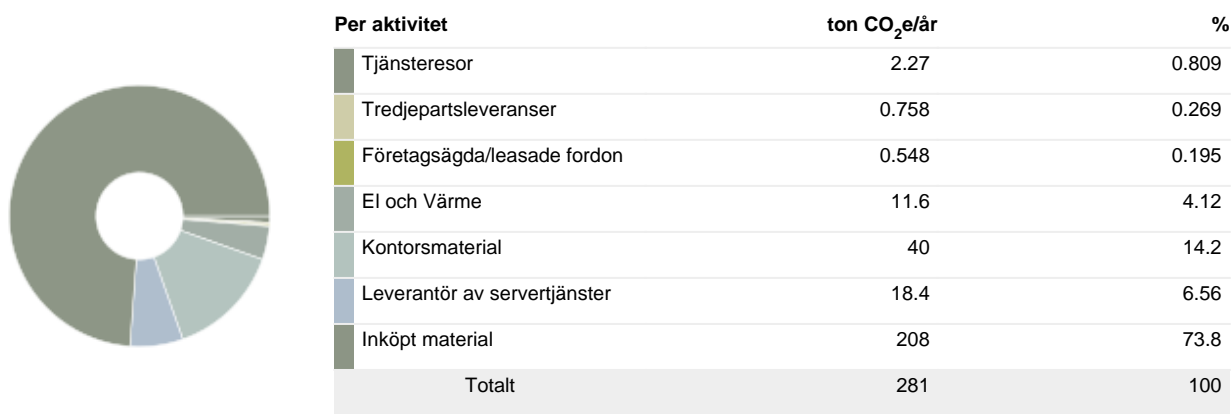 Per aktivitet ton CO₂e/år %
Tjänsteresor 2.27 0.809
Tredjepartsleveranser 0.758 0.269
Företagsägda/leasade fordon 0.548 0.195
El och Värme 11.6 4.12
Kontorsmaterial 40 14.2
Leverantör av servertjänster 18.4 6.56
Inköpt material 208 73.8
Totalt 281 100